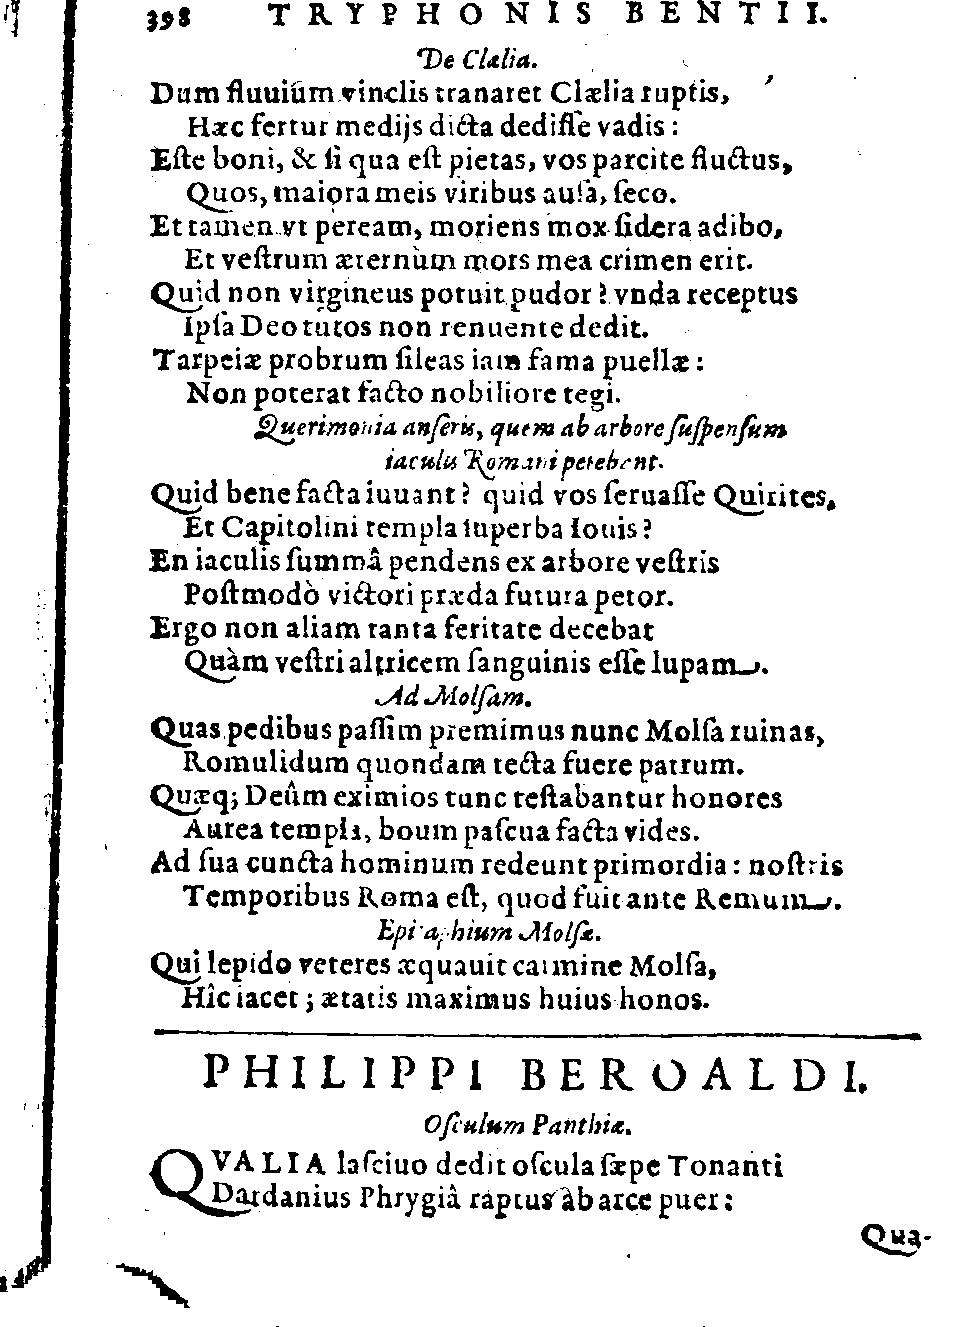 398 TRYPHONIS BENTII.
De Clælia.
Dum fluuiũm vinclis tranaret Clælia ruptis,
Hæc fertur medijs dicta dedisse vadis:
Eſte boni, & ſi qua eſt pietas, vos parcite fluctus,
Quos, maiora meis viribus auſa, ſeco.
Et tamen vt peream, moriens mox ſidera adibo,
Et veſtrum æternùm mors mea crimen erit.
Quid non virgineus potuit pudor? vnda receptus
Ipſa Deo tutos non renuente dedit.
Tarpeiæ probrum ſileas iam fama puellæ:
Non poterat facto nobiliore tegi.
Querimonia anſeris, quem ab arbore ſuſpenſum
iaculis Romani petebant.
Quid bene facta iuuant? quid vos ſeruaſſe Quirites,
Et Capitolini templa ſuperba Iouis?
En iaculis ſummâ pendens ex arbore veſtris
Poſtmodò victori præda futura petor.
Ergo non aliam tanta feritate decebat
Quàm veſtri altricem ſanguinis eſſe lupam.
Ad Molſam.
Quas pedibus paſſim premimus nunc Molſa ruinas,
Romulidum quondam tecta fuere patrum.
Quæq; Deûm eximios tunc teſtabantur honores
Aurea templa, boum paſcua facta vides.
Ad ſua cuncta hominum redeunt primordia: noſtris
Temporibus Roma eſt, quod fuit ante Remum.
Epitaphium Molſæ.
Qui lepido veteres æquauit carmine Molſa,
Hîc iacet; ætatis maximus huius honos.
PHILIPPI BEROALDI.
Oſculum Panthiæ.
QVALIA laſciuo dedit oſcula ſæpe Tonanti
Dardanius Phrygiâ raptus ab arce puer:
Qua-